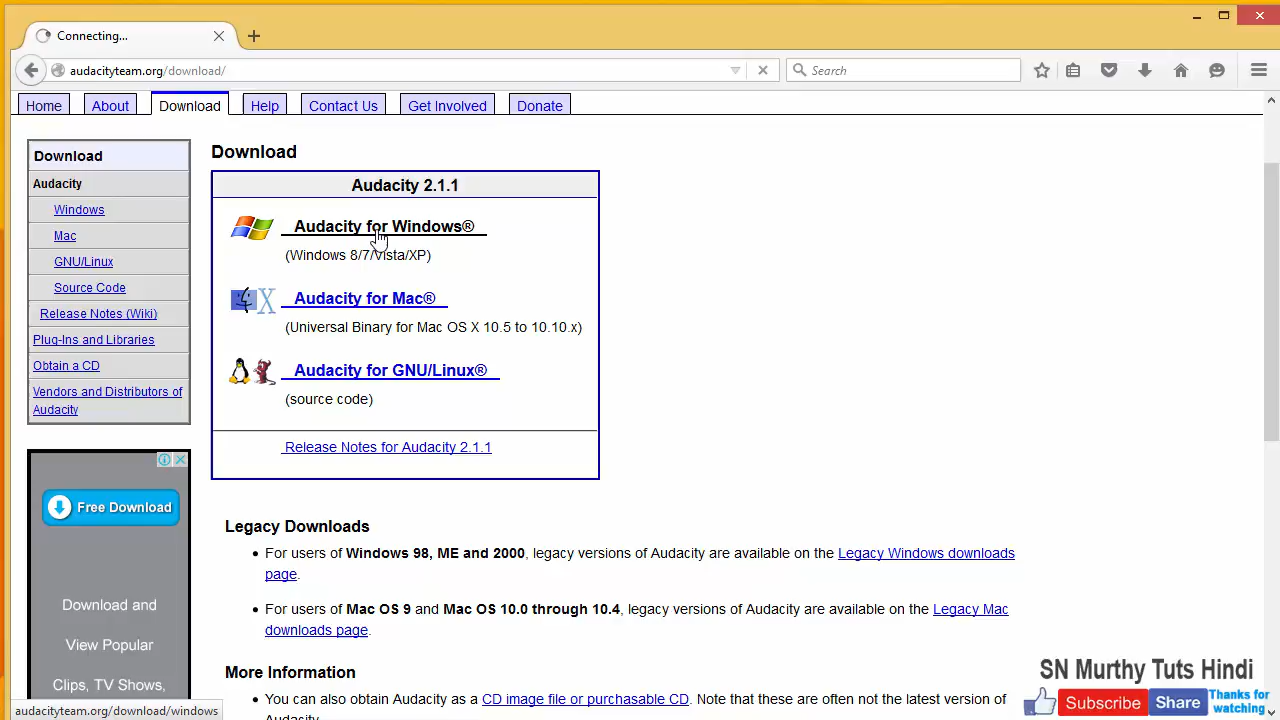 Connecting...
audacityteam.org/download/
Search
Home
About
Download
Help
Contact Us
Get Involved
Donate
Download
Audacity
Windows
Mac
GNU/Linux
Source Code
Release Notes (Wiki)
Plug-Ins and Libraries
Obtain a CD
Vendors and Distributors of
Audacity
Free Download
Download and
View Popular
Clips, TV Shows,
Download
Audacity 2.1.1
Audacity for Windows®
(Windows 8/7/Vista/XP)
Audacity for Mac®
(Universal Binary for Mac OS X 10.5 to 10.10.x)
Audacity for GNU/Linux®
(source code)
Release Notes for Audacity 2.1.1
Legacy Downloads
For users of Windows 98, ME and 2000, legacy versions of Audacity are available on the Legacy Windows downloads
page.
For users of Mac OS 9 and Mac OS 10.0 through 10.4, legacy versions of Audacity are available on the Legacy Mac
downloads page.
More Information
You can also obtain Audacity as a CD image file or purchasable CD. Note that these are often not the latest version of
Audacity.
audacityteam.org/download/windows
SN Murthy Tuts Hindi
Subscribe
Share
Thanks for
watching